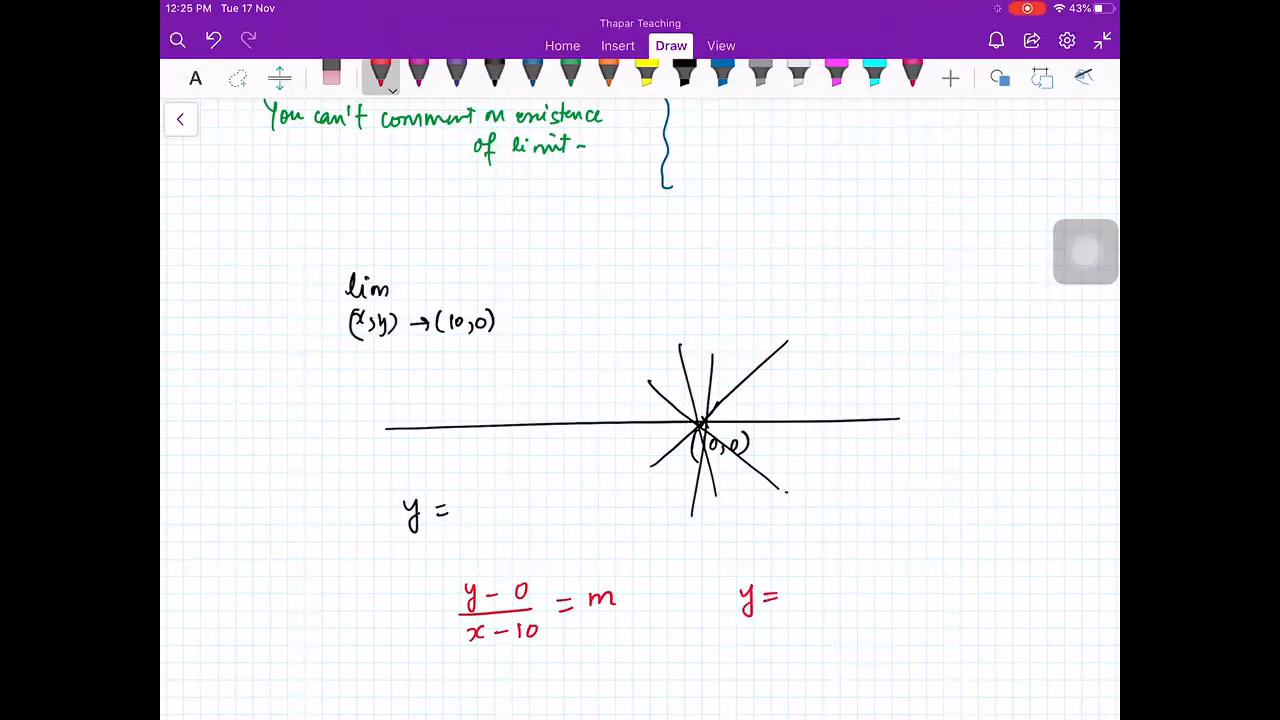 12:25 PM Tue 17 Nov
43%
Thapar Teaching
Home Insert Draw View
A
You can't comment on existence
of limit-
lim
(x,y) →(10,0)
(10,0)
y =
y - 0
= m
x - 10
y =